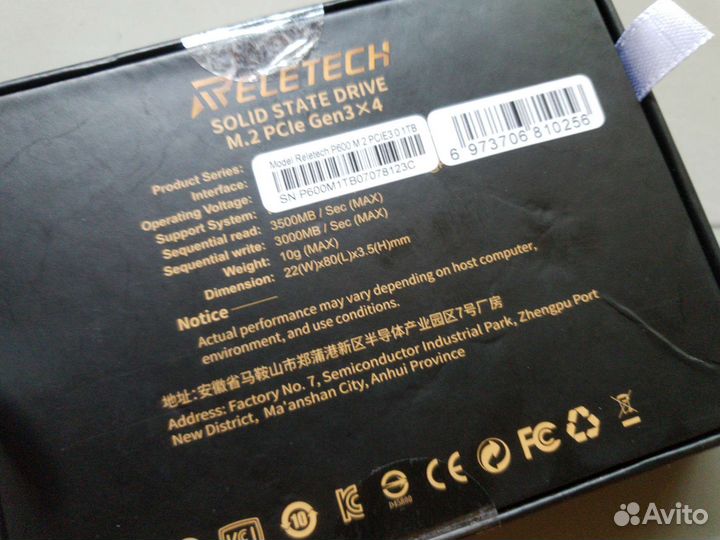 RELETECH
SOLID STATE DRIVE
M.2 PCIe Gen3×4
Product Series:
Interface:
Operating Voltage:
Support System:
Model Reletech P600 M.2 PCIE3.0 1TB
SN P600M1TB07078123C
6 973706 810256
Sequential read: 3500MB / Sec (MAX)
Sequential write: 3000MB / Sec (MAX)
Weight: 10g (MAX)
Dimension: 22(W)x80(L)x3.5(H)mm
Notice
Actual performance may vary depending on host computer,
environment, and use conditions.
地址:安徽省马鞍山市郑蒲港新区半导体产业园区7号厂房
Address: Factory No. 7, Semiconductor Industrial Park, Zhengpu Port
New District, Ma'anshan City, Anhui Province
10
D45080
CE
FC
Avito